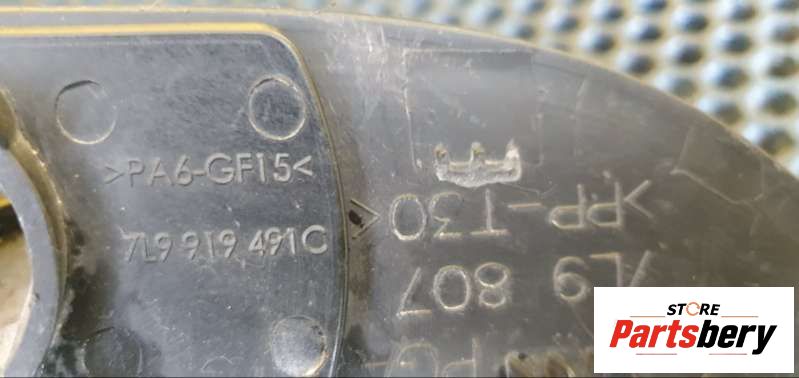 >PA6-GF15<
7L9 919 491C
>PP-T30<
7L9 807
STORE
Partsbery